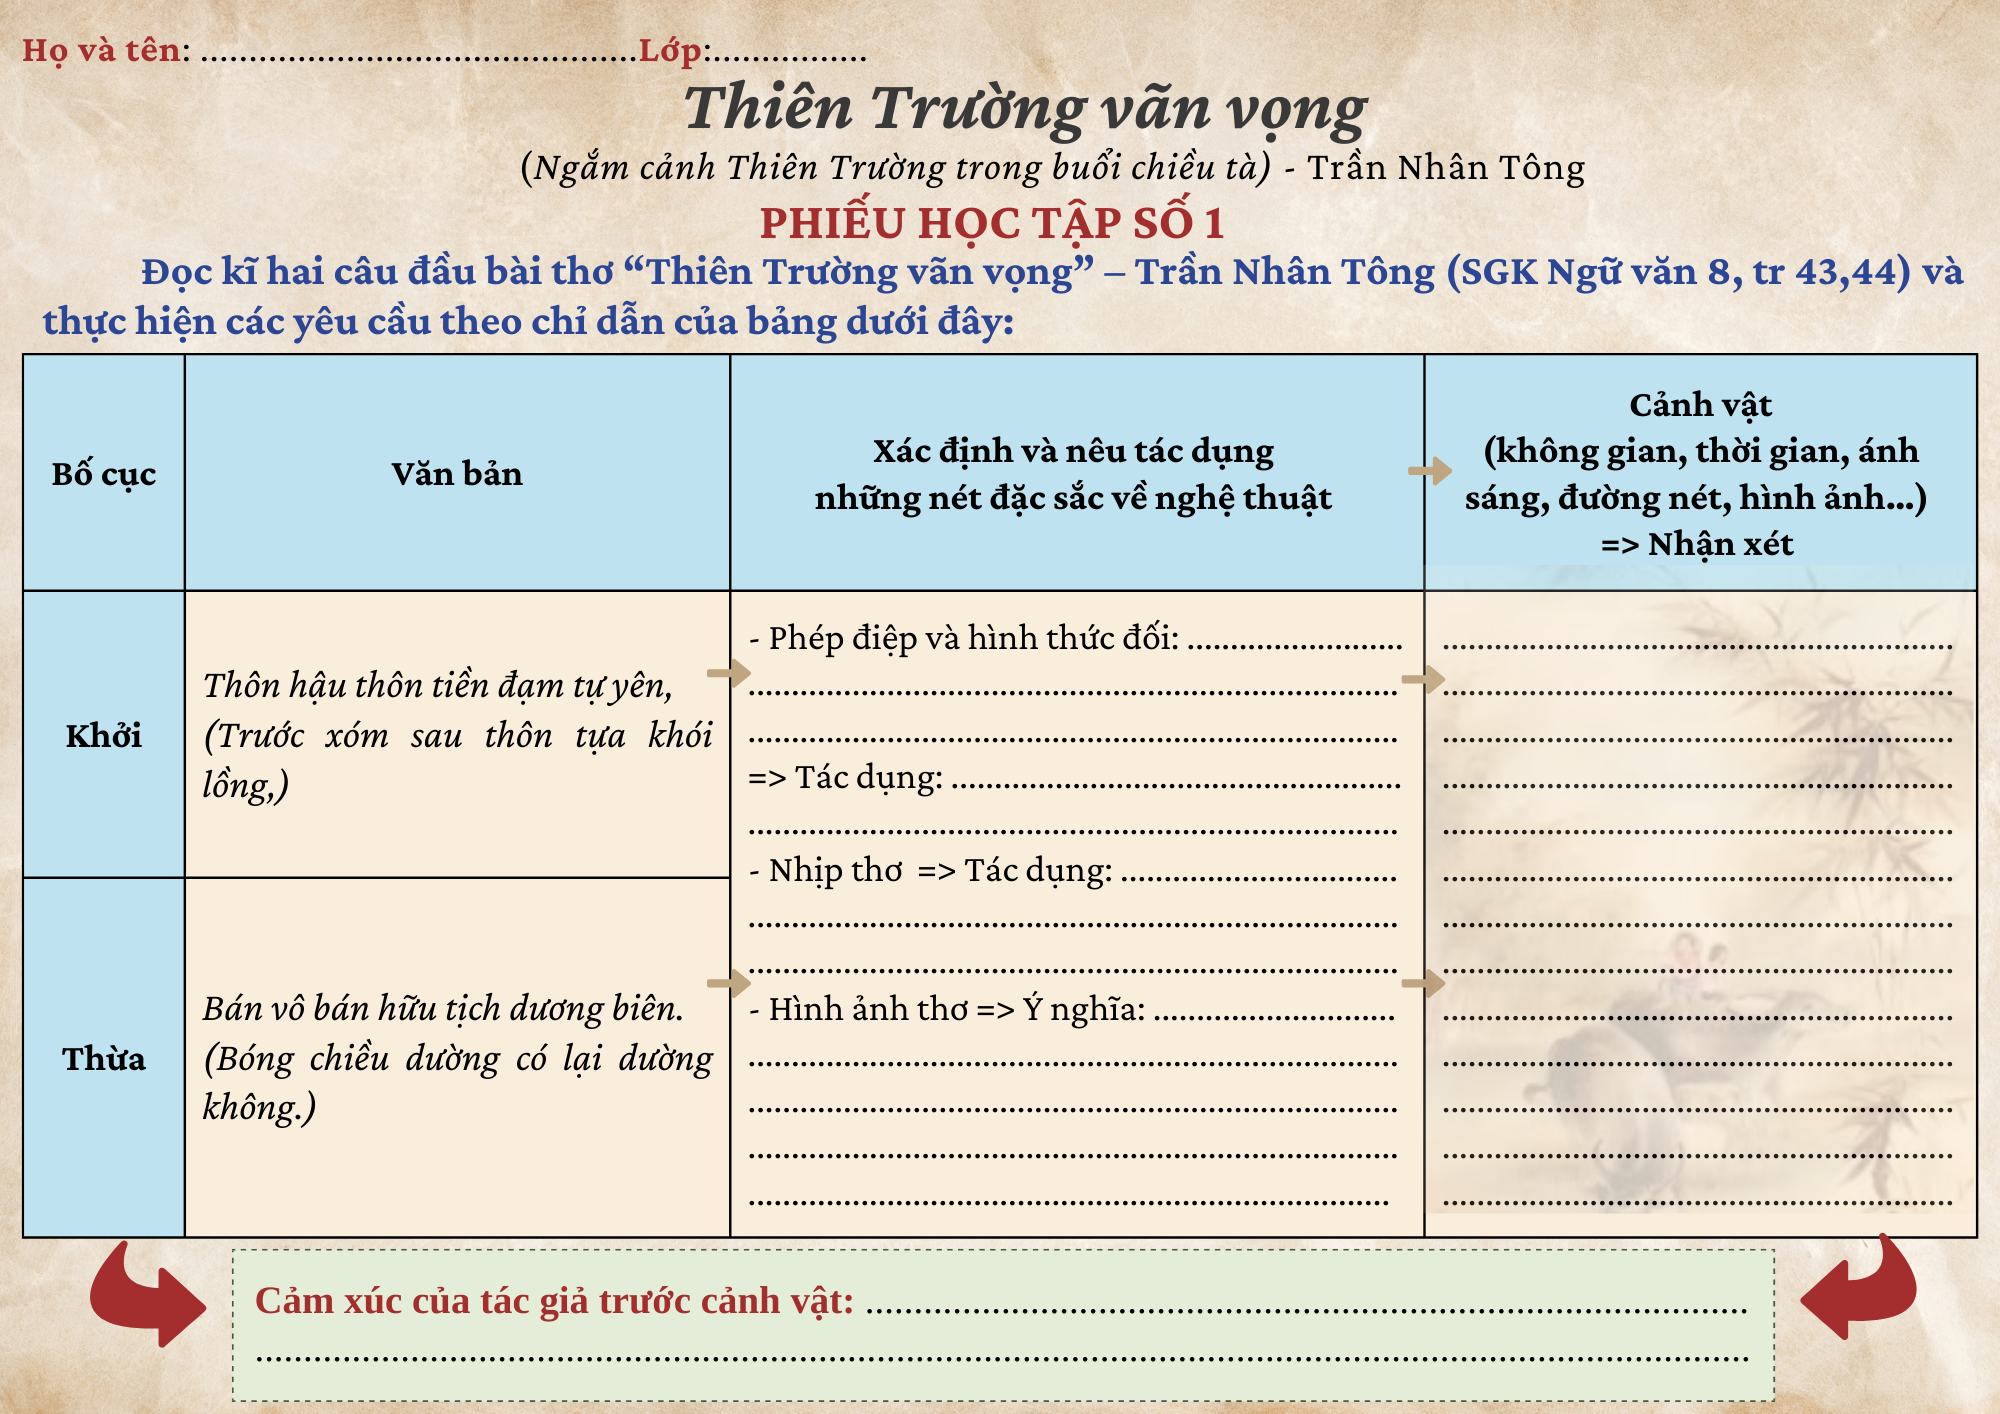 Họ và tên: .............................................Lớp:................
Thiên Trường vãn vọng
(Ngắm cảnh Thiên Trường trong buổi chiều tà) - Trần Nhân Tông
PHIẾU HỌC TẬP SỐ 1
Đọc kĩ hai câu đầu bài thơ “Thiên Trường vãn vọng” – Trần Nhân Tông (SGK Ngữ văn 8, tr 43,44) và
thực hiện các yêu cầu theo chỉ dẫn của bảng dưới đây:
Bố cục
Văn bản
Xác định và nêu tác dụng
những nét đặc sắc về nghệ thuật
Cảnh vật
(không gian, thời gian, ánh
sáng, đường nét, hình ảnh...)
=> Nhận xét
Khởi
Thôn hậu thôn tiền đạm tự yên,
(Trước xóm sau thôn tựa khói
lồng,)
- Phép điệp và hình thức đối: .........................
=> Tác dụng: ....................................................
- Nhịp thơ => Tác dụng: ................................
- Hình ảnh thơ => Ý nghĩa: ............................
Thừa
Bán vô bán hữu tịch dương biên.
(Bóng chiều dường có lại dường
không.)
Cảm xúc của tác giả trước cảnh vật: ..........................................................................................